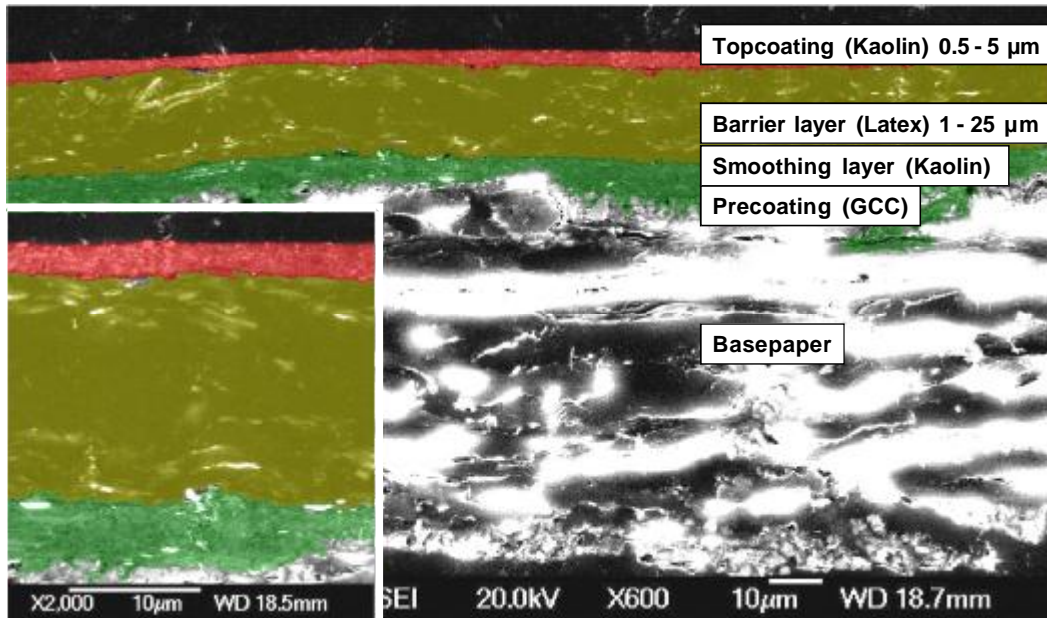 Topcoating (Kaolin) 0.5 - 5 µm
Barrier layer (Latex) 1 - 25 µm
Smoothing layer (Kaolin)
Precoating (GCC)
Basepaper
X2,000 10µm WD 18.5mm
SEI 20.0kV X600 10µm WD 18.7mm